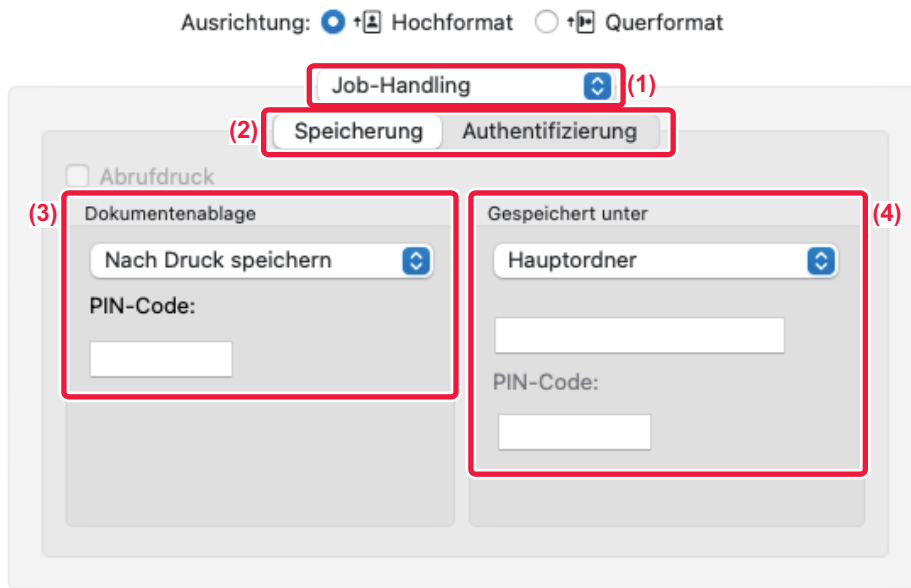 Ausrichtung: Hochformat Querformat
Job-Handling (1)
(2) Speicherung Authentifizierung
Abrufdruck
(3) Dokumentenablage Gespeichert unter (4)
Nach Druck speichern Hauptordner
PIN-Code:
PIN-Code: